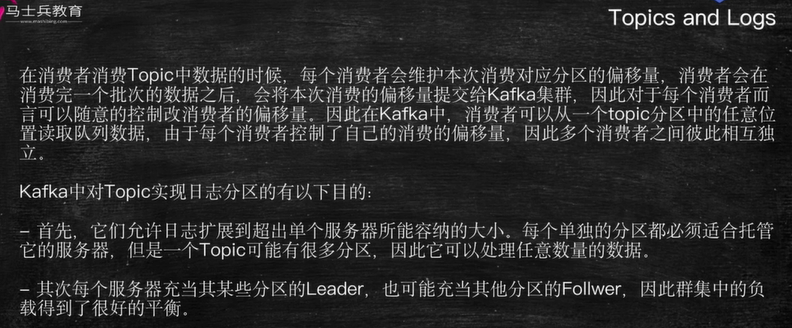 马士兵教育
www.mashibing.com
Topics and Logs
在消费者消费Topic中数据的时候，每个消费者会维护本次消费对应分区的偏移量，消费者会在
消费完一个批次的数据之后，会将本次消费的偏移量提交给Kafka集群，因此对于每个消费者而
言可以随意的控制改消费者的偏移量。因此在Kafka中，消费者可以从一个topic分区中的任意位
置读取队列数据，由于每个消费者控制了自己的消费的偏移量，因此多个消费者之间彼此相互独
立。
Kafka中对Topic实现日志分区的有以下目的:
- 首先，它们允许日志扩展到超出单个服务器所能容纳的大小。每个单独的分区都必须适合托管
它的服务器，但是一个Topic可能有很多分区，因此它可以处理任意数量的数据。
- 其次每个服务器充当其某些分区的Leader，也可能充当其他分区的Follwer，因此群集中的负
载得到了很好的平衡。